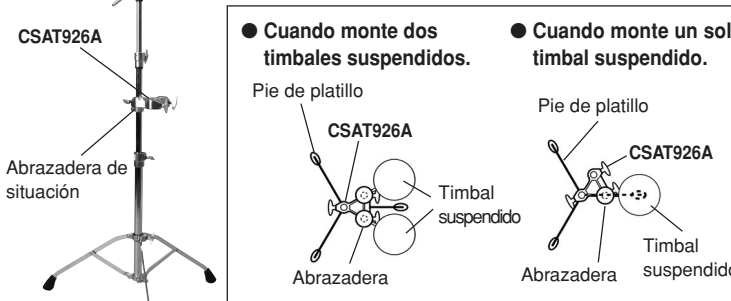 CSAT926A
Abrazadera de
situación
● Cuando monte dos
timbales suspendidos.
Pie de platillo
CSAT926A
Timbal
suspendido
Abrazadera
● Cuando monte un sol
timbal suspendido.
Pie de platillo
CSAT926A
Timbal
suspendido
Abrazadera